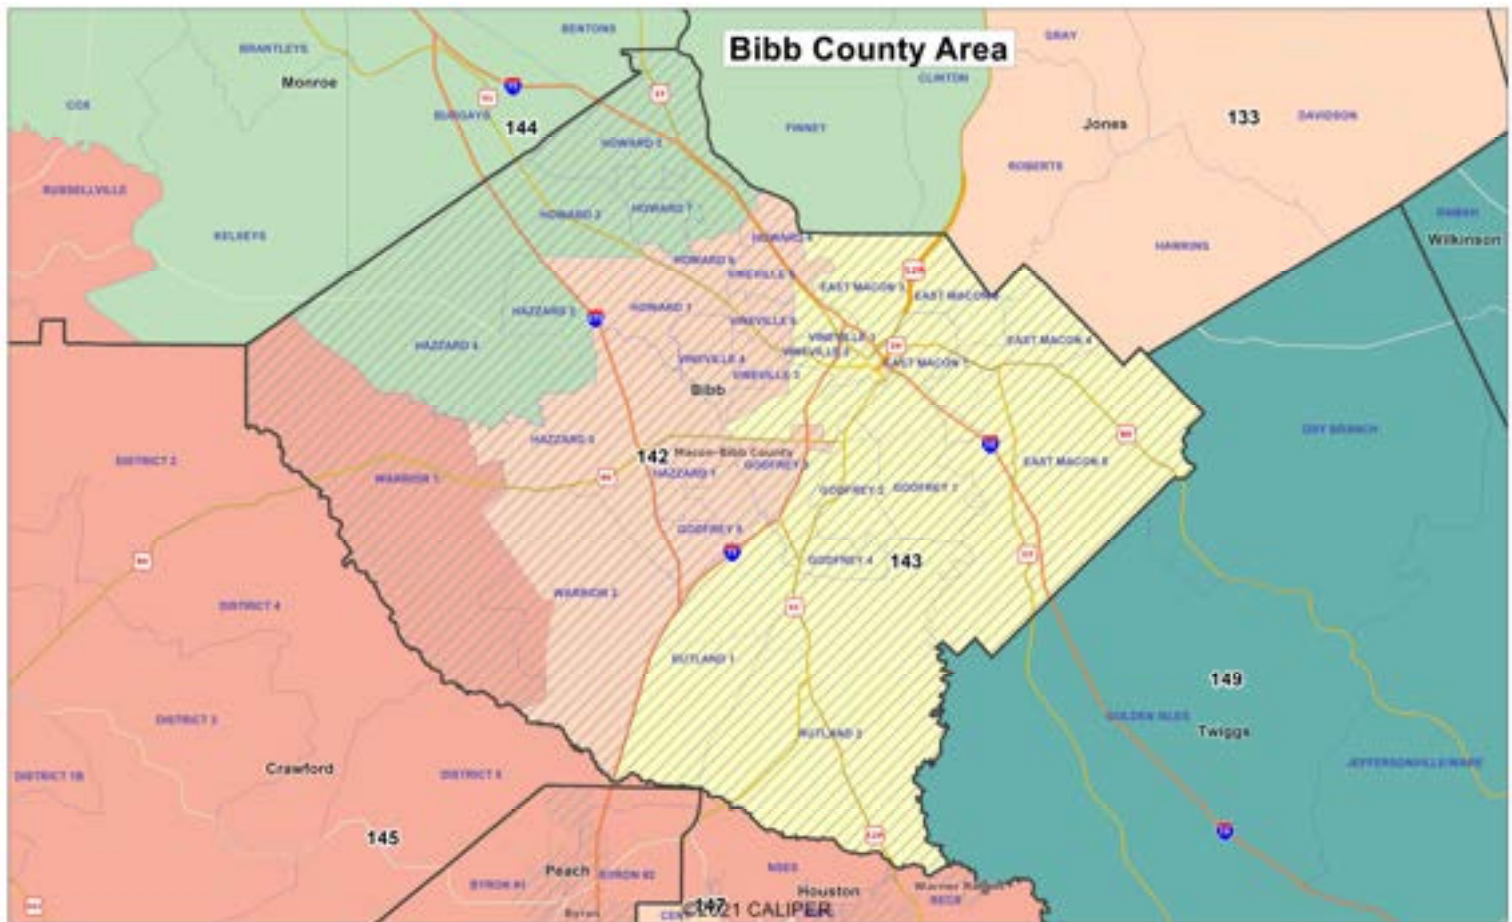 Bibb County Area
BENTONS
GRAY
BRANTLEYS
Monroe
CLINTON
COX
144
FINNEY
Jones
133
DAVIDSON
HOWARD 3
ROBERTS
RUSSELLVILLE
HOWARD 7
HOWARD 2
KELSEYS
Wilkinson
HAWKINS
HOWARD 6
VINEVILLE 5
EAST MACON 3
EAST MACON
HAZZARD 3
HOWARD 1
VINEVILLE 6
HAZZARD 4
VINEVILLE 1
EAST MACON 4
VINEVILLE 4
VINEVILLE 2
EAST MACON 1
VINEVILLE 3
Bibb
DRY BRANCH
HAZZARD 5
142
Macon-Bibb County
DISTRICT 2
WARRIOR 1
HAZZARD 1
GODFREY 3
EAST MACON 5
GODFREY 2
GODFREY 1
GODFREY 5
GODFREY 4
143
WARRIOR 2
DISTRICT 4
RUTLAND 1
149
DISTRICT 3
GOLDEN ISLES
Twiggs
RUTLAND 2
Crawford
DISTRICT 5
DISTRICT 1B
145
Peach
BYRON #1
BYRON #2
Houston
Byron
147
©2021 CALIPER